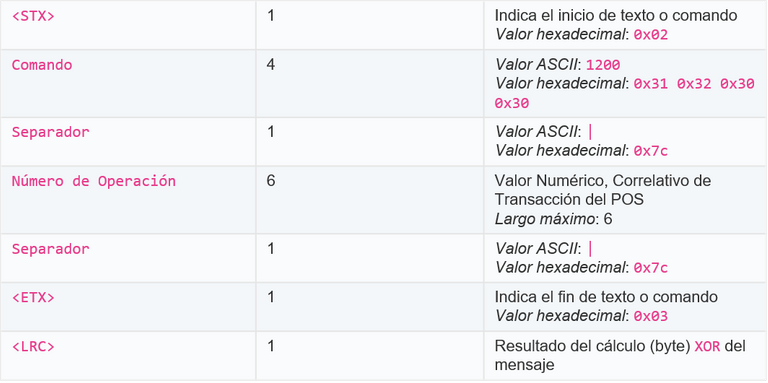 <STX> 1 Indica el inicio de texto o comando
Valor hexadecimal: 0x02
Comando 4 Valor ASCII: 1200
Valor hexadecimal: 0x31 0x32 0x30
0x30
Separador 1 Valor ASCII: |
Valor hexadecimal: 0x7c
Número de Operación 6 Valor Numérico, Correlativo de
Transacción del POS
Largo máximo: 6
Separador 1 Valor ASCII: |
Valor hexadecimal: 0x7c
<ETX> 1 Indica el fin de texto o comando
Valor hexadecimal: 0x03
<LRC> 1 Resultado del cálculo (byte) XOR del
mensaje